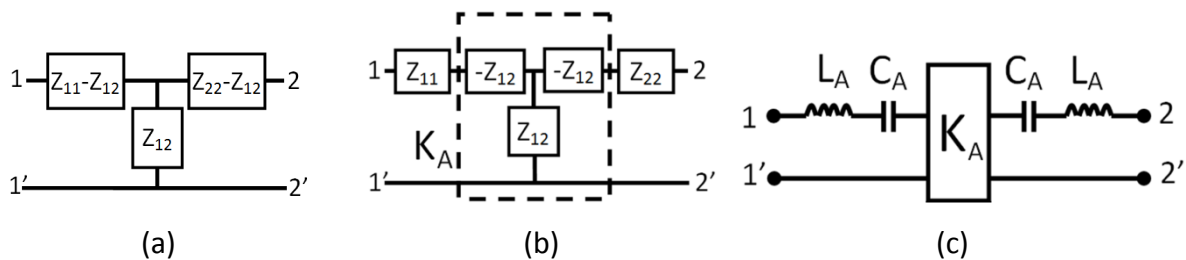 1 Z11-Z12 Z22-Z12 2
Z12
1' 2'
(a)
1 Z11 -Z12 -Z12 Z22 2
Z12
KA
1' 2'
(b)
LA CA CA LA
1 2
KA
1' 2'
(c)